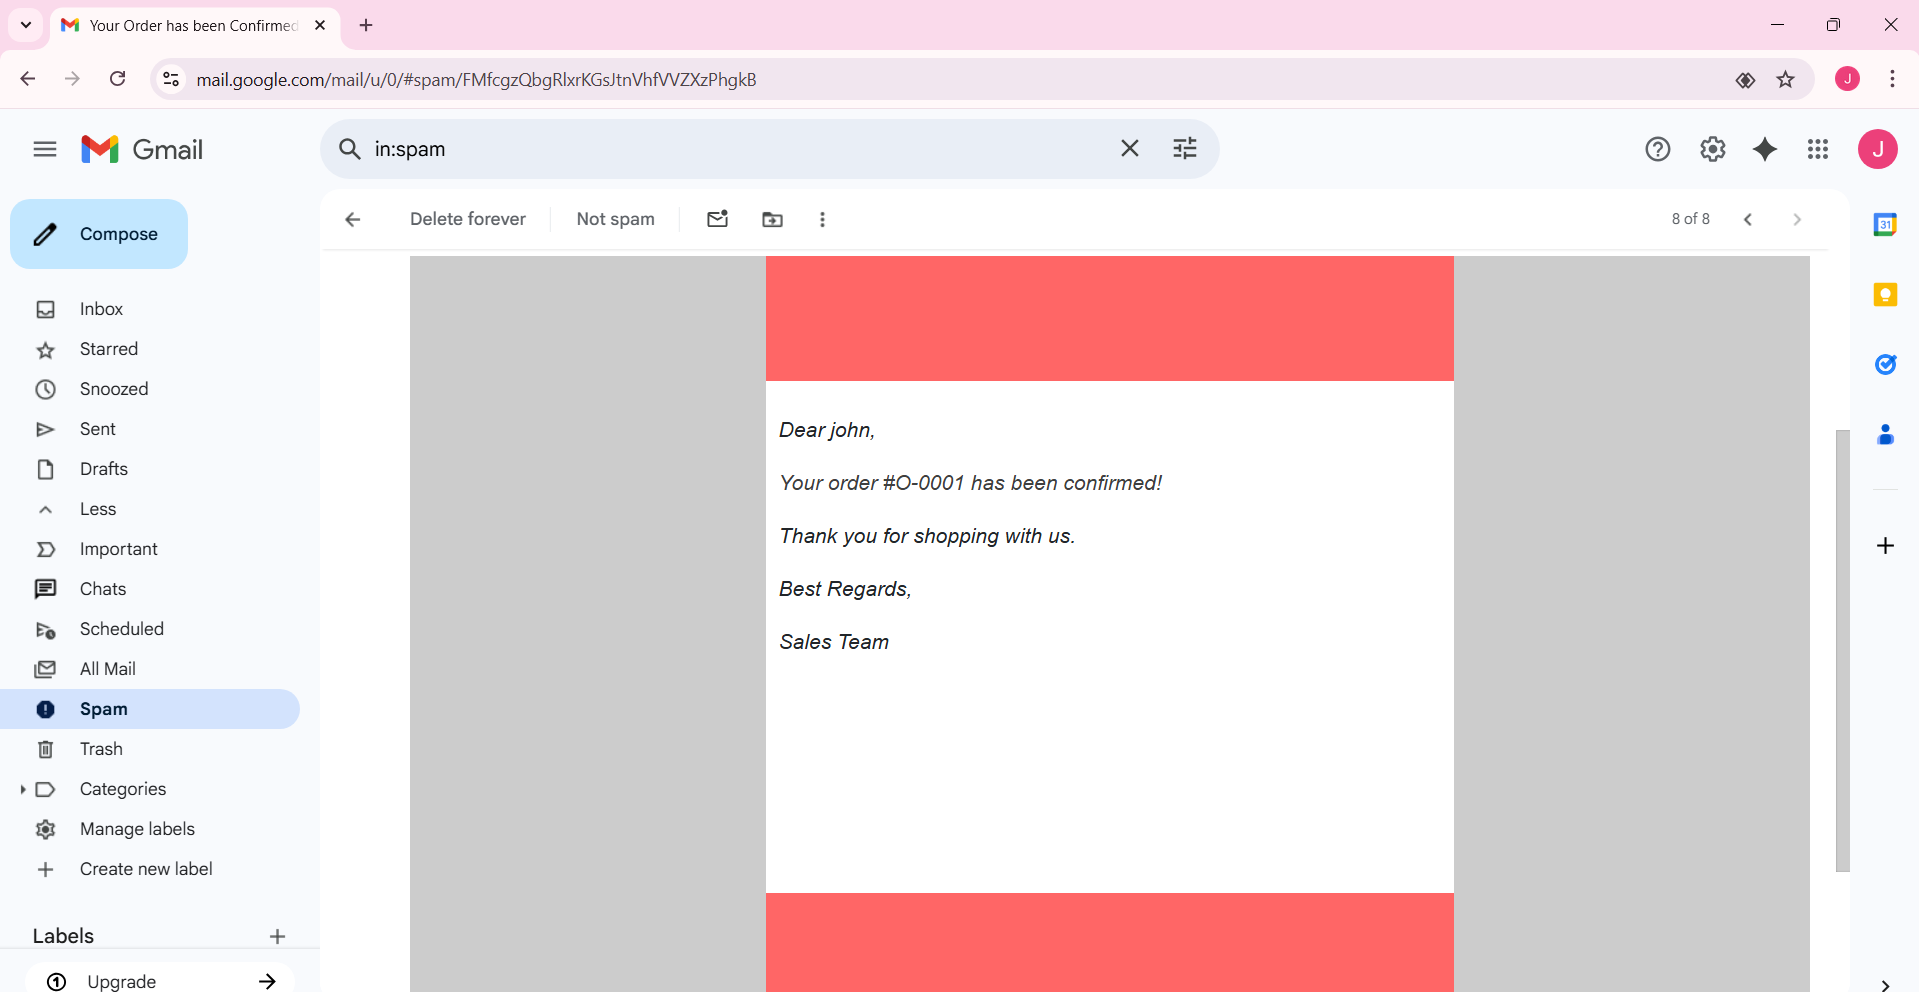 Your Order has been Confirmed
mail.google.com/mail/u/0/#spam/FMfcgzQbgRlxrKGsJtnVhfVVZXzPhgkB
J
Gmail
in:spam
J
Compose
Delete forever
Not spam
8 of 8
31
Inbox
Starred
Snoozed
Sent
Drafts
Less
Important
Chats
Scheduled
All Mail
Spam
Trash
Categories
Manage labels
Create new label
Labels
1 Upgrade
Dear john,
Your order #O-0001 has been confirmed!
Thank you for shopping with us.
Best Regards,
Sales Team